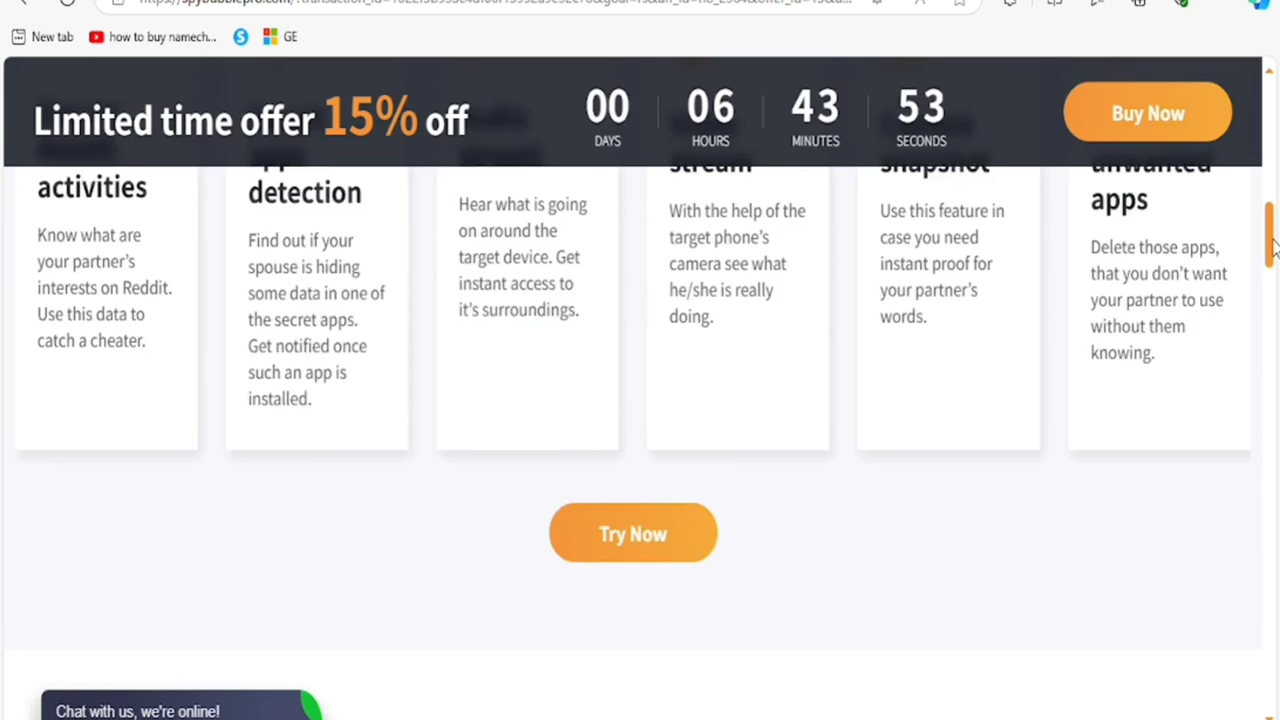 New tab
how to buy namech...
GE
Limited time offer 15% off
00
DAYS
06
HOURS
43
MINUTES
53
SECONDS
Buy Now
activities
Know what are
your partner's
interests on Reddit.
Use this data to
catch a cheater.
detection
Find out if your
spouse is hiding
some data in one of
the secret apps.
Get notified once
such an app is
installed.
Hear what is going
on around the
target device. Get
instant access to
it's surroundings.
stream
With the help of the
target phone's
camera see what
he/she is really
doing.
snapshot
Use this feature in
case you need
instant proof for
your partner's
words.
unwanted
apps
Delete those apps,
that you don't want
your partner to use
without them
knowing.
Try Now
Chat with us, we're online!